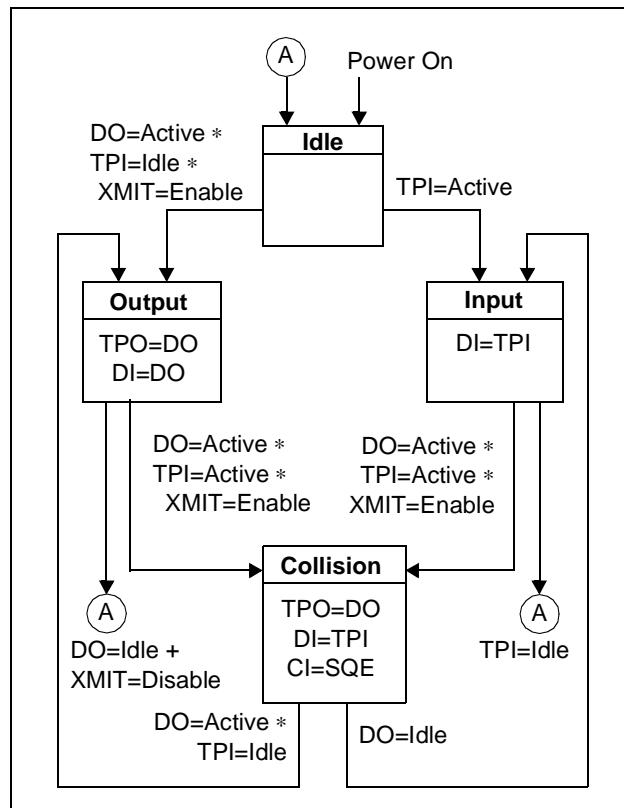 A
Power On
Idle
DO=Active *
TPI=Idle *
XMIT=Enable
TPI=Active
Output
TPO=DO
DI=DO
Input
DI=TPI
DO=Active *
TPI=Active *
XMIT=Enable
DO=Active *
TPI=Active *
XMIT=Enable
Collision
TPO=DO
DI=TPI
CI=SQE
A
DO=Idle +
XMIT=Disable
A
TPI=Idle
DO=Active *
TPI=Idle
DO=Idle